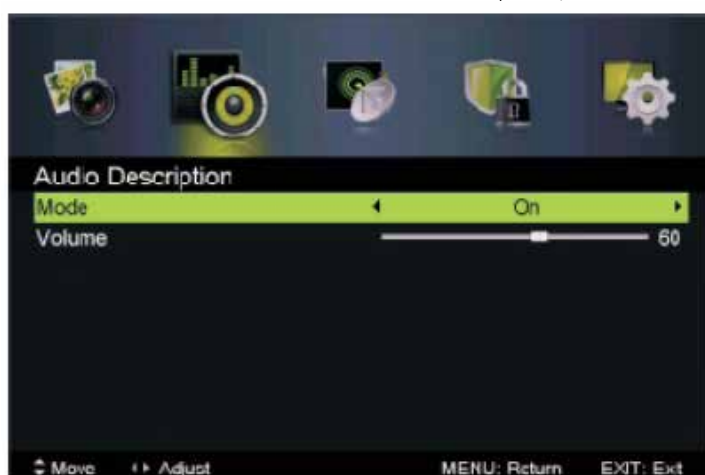 Audio Description
Mode On
Volume 60
Move Adjust MENU: Return EXIT: Exit